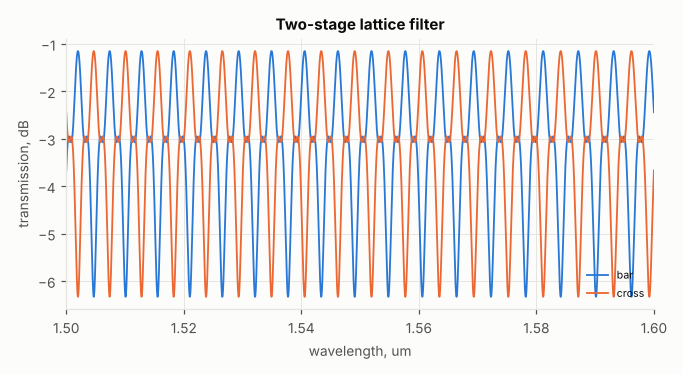 Two-stage lattice filter
transmission, dB
−1
−2
−3
−4
−5
−6
bar
cross
1.50 1.52 1.54 1.56 1.58 1.60
wavelength, um